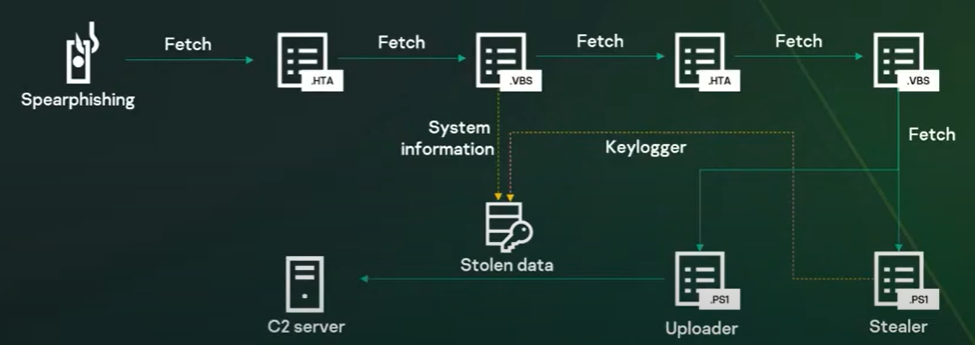 Fetch
Fetch
Fetch
Fetch
.HTA
.VBS
.HTA
.VBS
Spearphishing
System
information
Keylogger
Fetch
Stolen data
.PS1
.PS1
C2 server
Uploader
Stealer